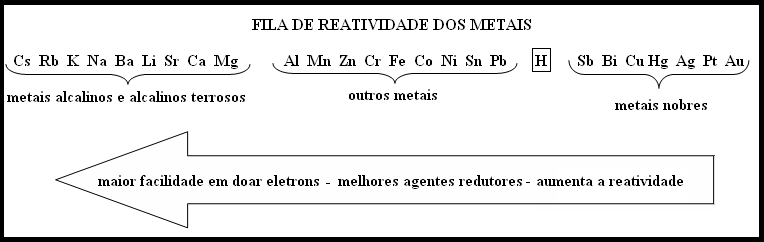 FILA DE REATIVIDADE DOS METAIS
Cs Rb K Na Ba Li Sr Ca Mg Al Mn Zn Cr Fe Co Ni Sn Pb H Sb Bi Cu Hg Ag Pt Au
metais alcalinos e alcalinos terrosos outros metais metais nobres
maior facilidade em doar eletrons - melhores agentes redutores - aumenta a reatividade